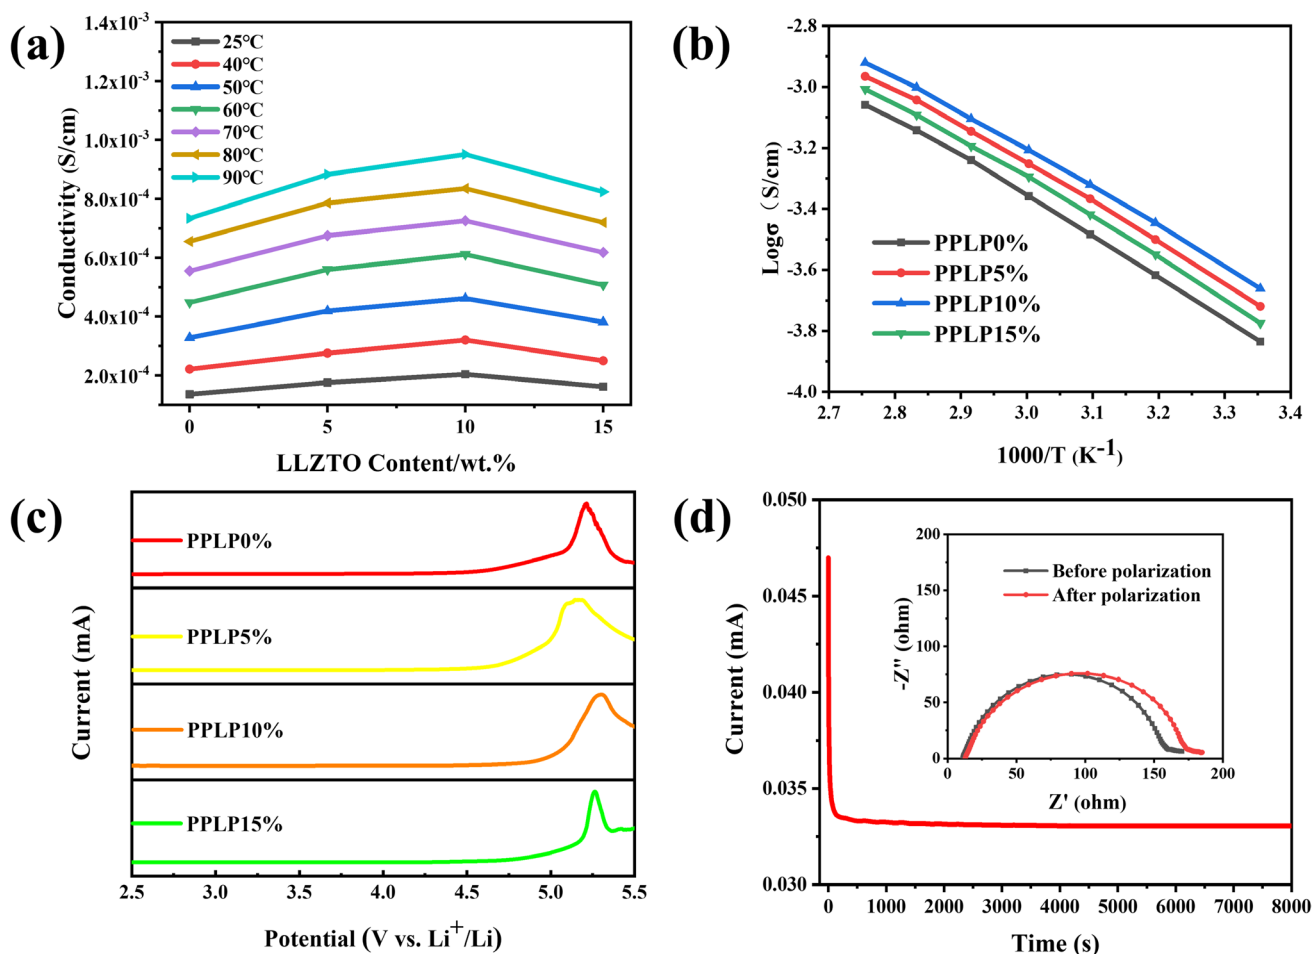 (a)
1.4x10-3
1.2x10-3
1.0x10-3
8.0x10-4
6.0x10-4
4.0x10-4
2.0x10-4
Conductivity (S/cm)
25°C
40°C
50°C
60°C
70°C
80°C
90°C
0 5 10 15
LLZTO Content/wt.%
(b)
-2.8
-3.0
-3.2
-3.4
-3.6
-3.8
-4.0
Logσ (S/cm)
PPLP0%
PPLP5%
PPLP10%
PPLP15%
2.7 2.8 2.9 3.0 3.1 3.2 3.3 3.4
1000/T (K-1)
(c)
Current (mA)
PPLP0%
PPLP5%
PPLP10%
PPLP15%
2.5 3.0 3.5 4.0 4.5 5.0 5.5
Potential (V vs. Li+/Li)
(d)
0.050
0.045
0.040
0.035
0.030
Current (mA)
200
150
100
50
0
-Z'' (ohm)
Before polarization
After polarization
0 50 100 150 200
Z' (ohm)
0 1000 2000 3000 4000 5000 6000 7000 8000
Time (s)